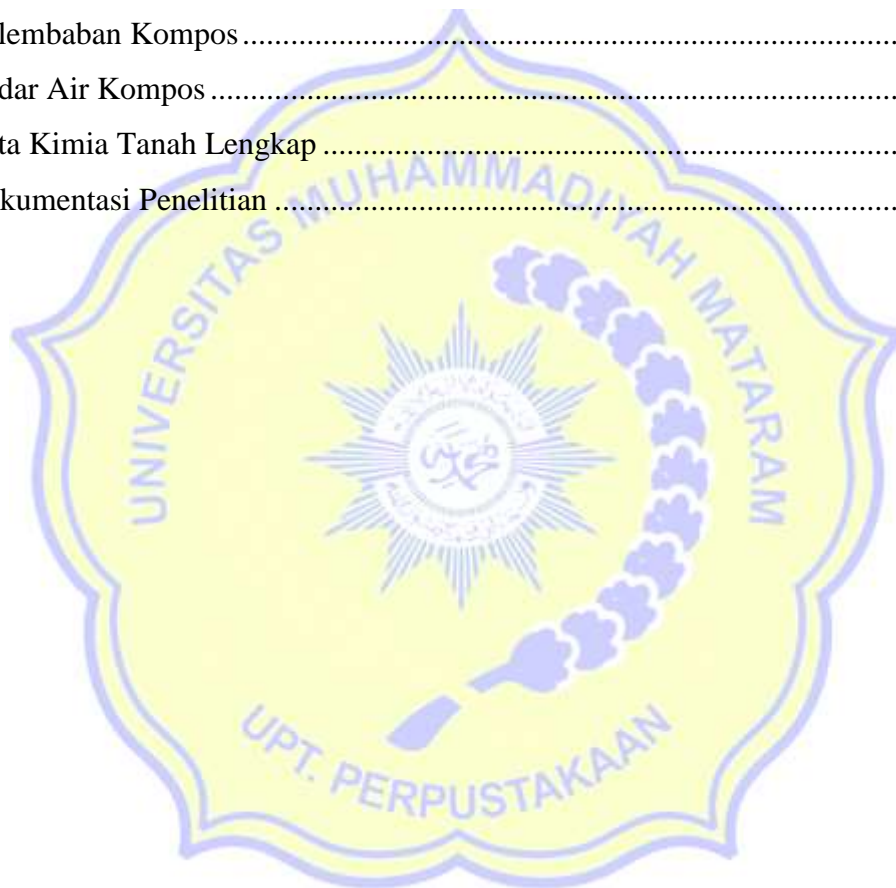 lembaban Kompos ...............................................................................
dar Air Kompos ...................................................................................
ta Kimia Tanah Lengkap .....................................................................
kumentasi Penelitian ...........................................................................
UNIVERSITAS MUHAMMADIYAH MATARAM
UPT. PERPUSTAKAAN